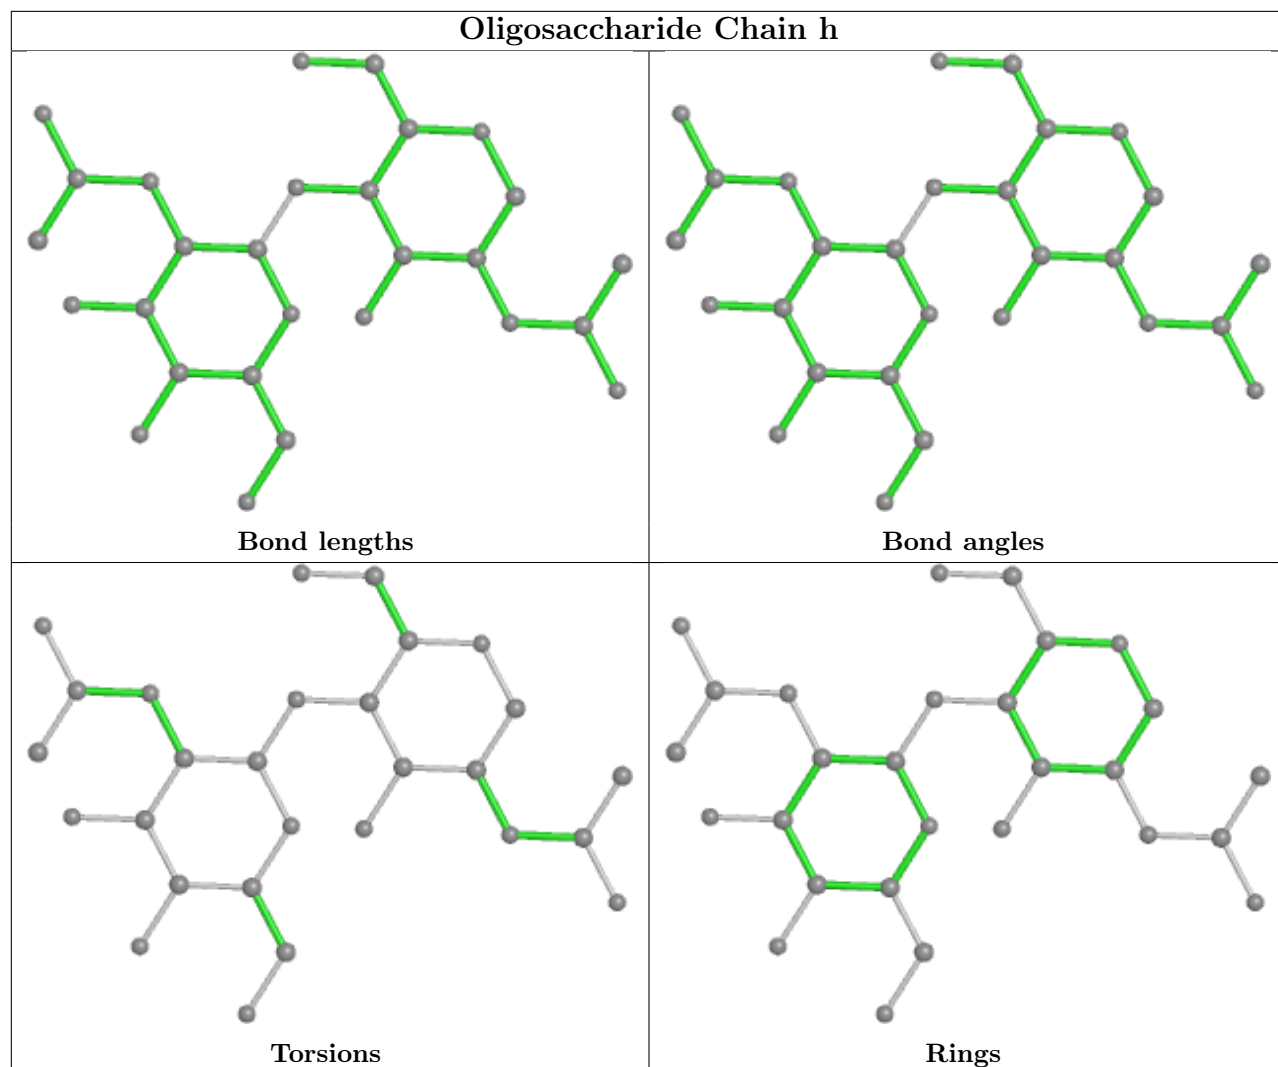 Oligosaccharide Chain h
Bond lengths
Bond angles
Torsions
Rings